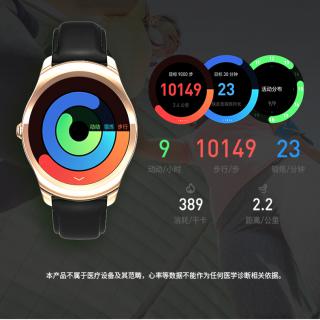 目标 9000 步
10149
目标 30 分钟
23
活动分布
9/9
活动 锻炼 步行
9
10149
23
活动/小时
步行/步
锻炼/分钟
389
2.2
消耗/千卡
距离/公里
本产品不属于医疗设备及其范畴，心率等数据不能作为任何医学诊断相关依据。